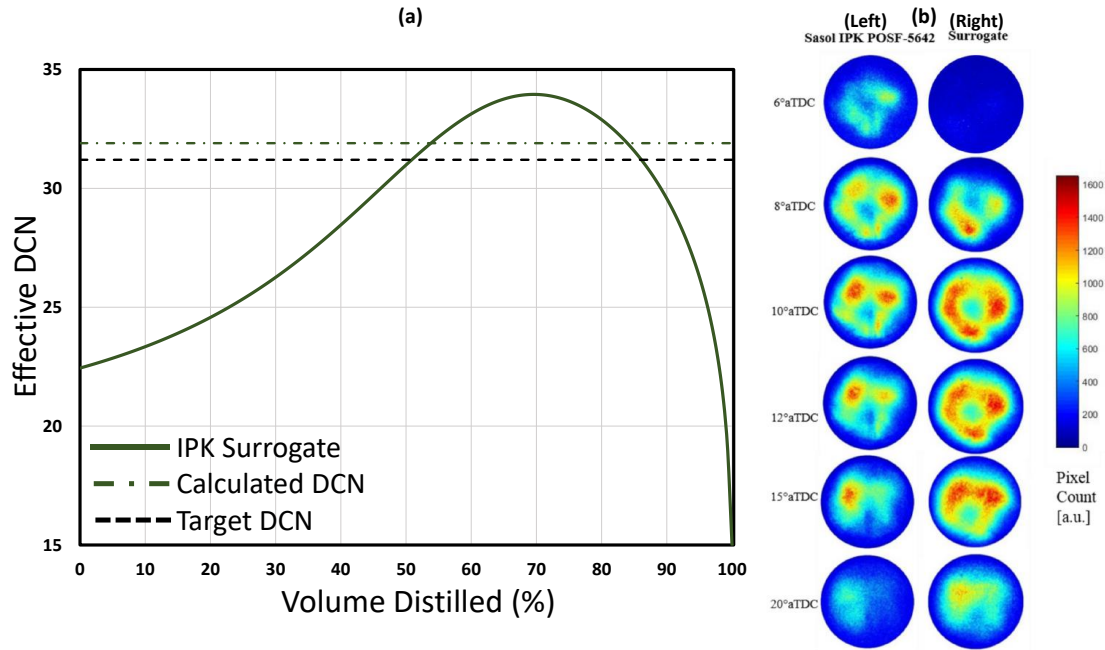 (a)
Effective DCN
35
30
25
20
15
IPK Surrogate
Calculated DCN
Target DCN
0 10 20 30 40 50 60 70 80 90 100
Volume Distilled (%)
(Left) (b) (Right)
Sasol IPK POSF-5642 Surrogate
6°aTDC
8°aTDC
10°aTDC
12°aTDC
15°aTDC
20°aTDC
1600
1400
1200
1000
800
600
400
200
0
Pixel
Count
[a.u.]